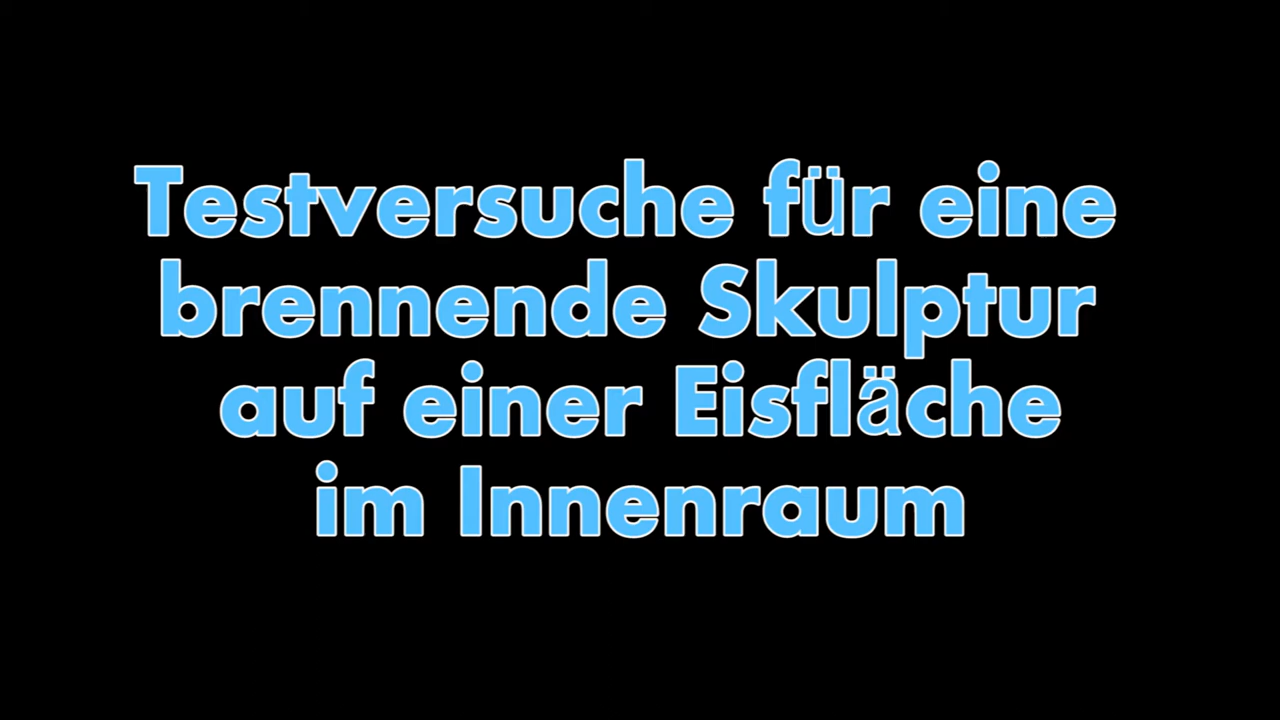 Testversuche für eine
brennende Skulptur
auf einer Eisfläche
im Innenraum